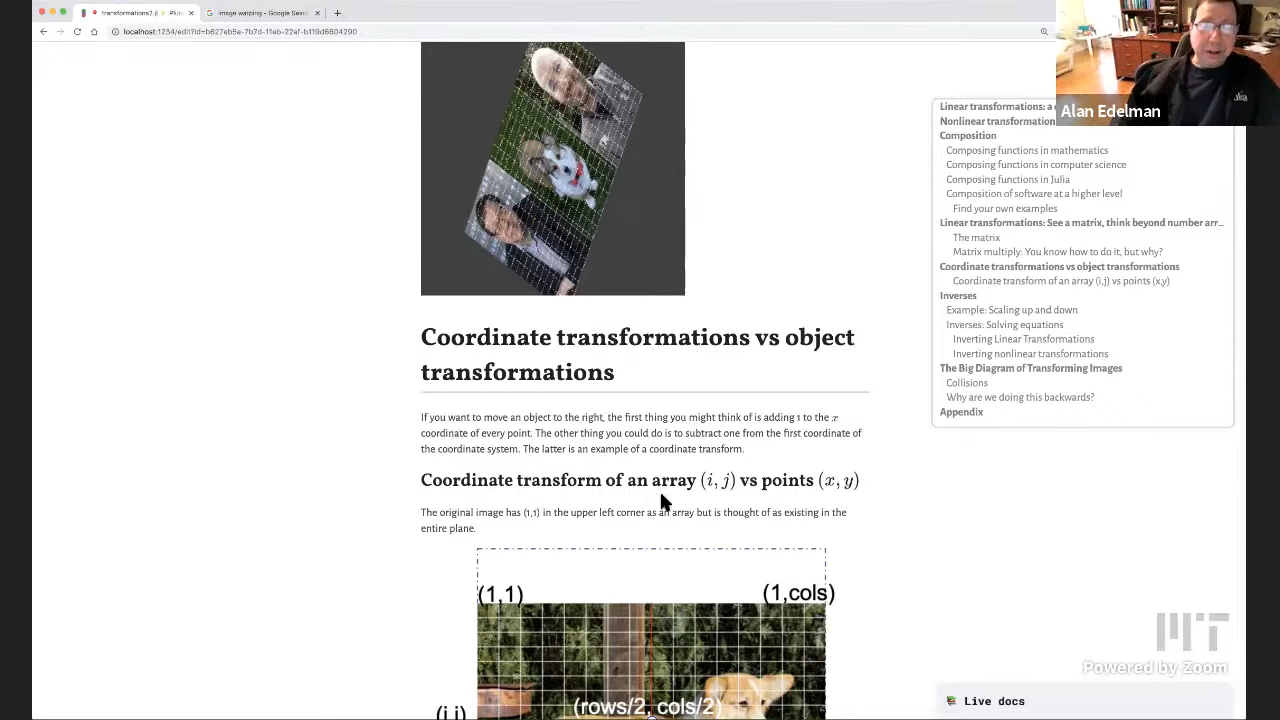 transformations2.jl
Pluto
image warping - Google Sear
localhost:1234/edit?id=b627eb5a-7b7d-11eb-22ef-b119d6604290
Alan Edelman
Julia
Linear transformations: a
Nonlinear transformation
Composition
Composing functions in mathematics
Composing functions in computer science
Composing functions in Julia
Composition of software at a higher level
Find your own examples
Linear transformations: See a matrix, think beyond number arr...
The matrix
Matrix multiply: You know how to do it, but why?
Coordinate transformations vs object transformations
Coordinate transform of an array (i,j) vs points (x,y)
Inverses
Example: Scaling up and down
Inverses: Solving equations
Inverting Linear Transformations
Inverting nonlinear transformations
The Big Diagram of Transforming Images
Collisions
Why are we doing this backwards?
Appendix
Coordinate transformations vs object
transformations
If you want to move an object to the right, the first thing you might think of is adding 1 to the x
coordinate of every point. The other thing you could do is to subtract one from the first coordinate of
the coordinate system. The latter is an example of a coordinate transform.
Coordinate transform of an array (i, j) vs points (x, y)
The original image has (1,1) in the upper left corner as an array but is thought of as existing in the
entire plane.
(1,1)
(1,cols)
(rows/2, cols/2)
(i,j)
MIT
Powered by Zoom
Live docs